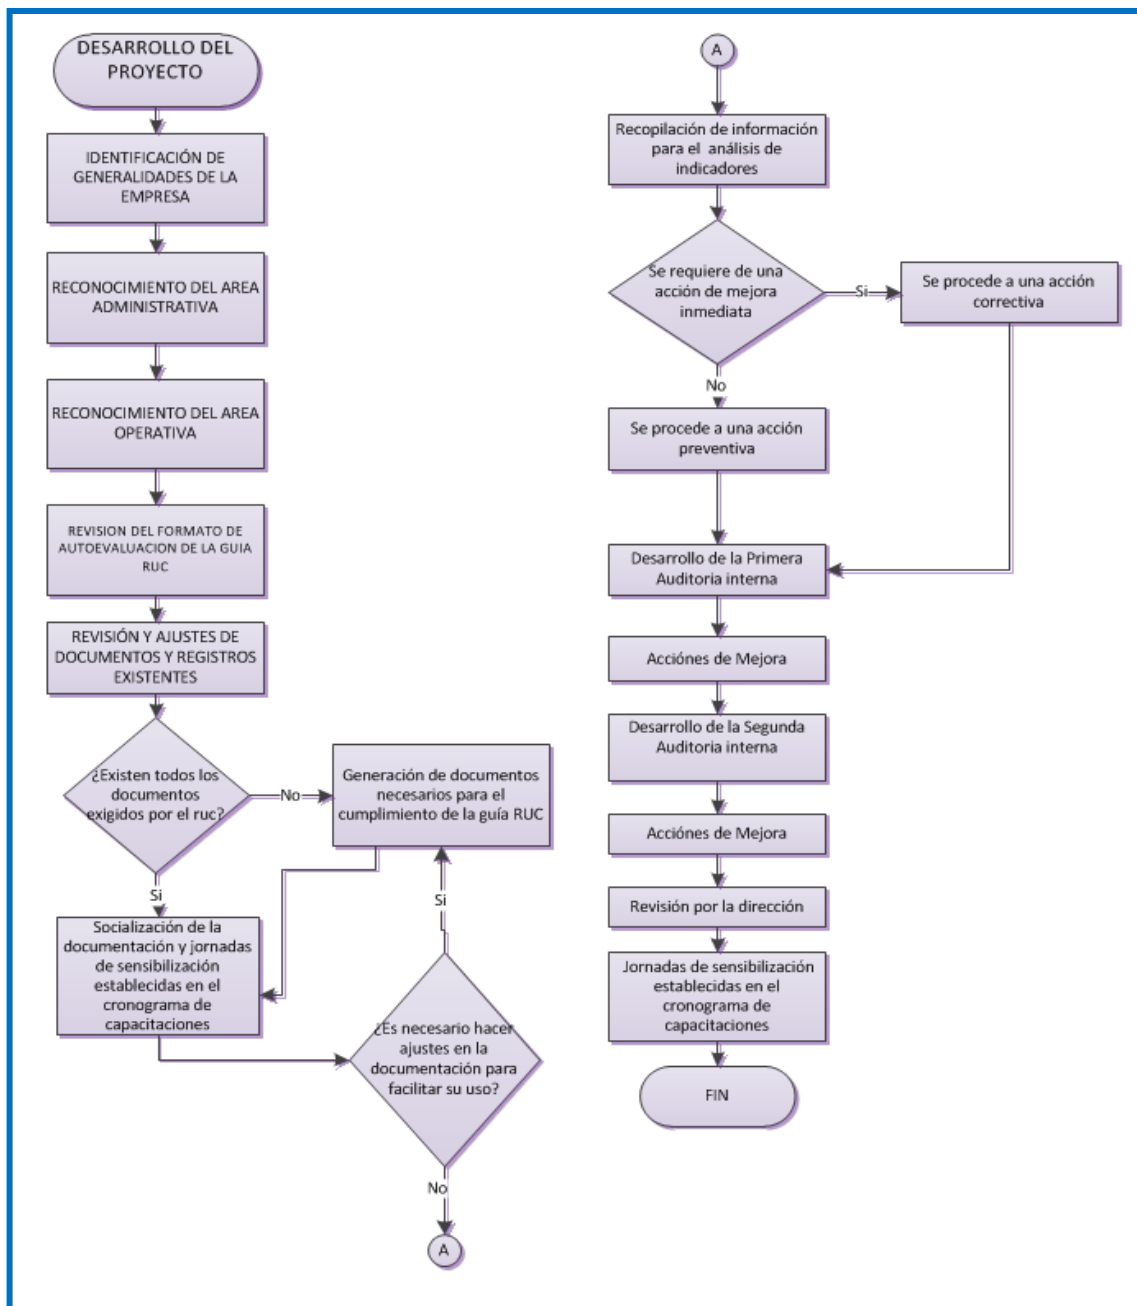 DESARROLLO DEL
PROYECTO
IDENTIFICACIÓN DE
GENERALIDADES DE LA
EMPRESA
RECONOCIMIENTO DEL AREA
ADMINISTRATIVA
RECONOCIMIENTO DEL AREA
OPERATIVA
REVISION DEL FORMATO DE
AUTOEVALUACION DE LA GUIA
RUC
REVISIÓN Y AJUSTES DE
DOCUMENTOS Y REGISTROS
EXISTENTES
¿Existen todos los
documentos
exigidos por el ruc?
No
Generación de documentos
necesarios para el
cumplimiento de la guía RUC
Si
Socialización de la
documentación y jornadas
de sensibilización
establecidas en el
cronograma de
capacitaciones
Si
¿Es necesario hacer
ajustes en la
documentación para
facilitar su uso?
No
A
A
Recopilación de información
para el análisis de
indicadores
Se requiere de una
acción de mejora
inmediata
Si
Se procede a una acción
correctiva
No
Se procede a una acción
preventiva
Desarrollo de la Primera
Auditoria interna
Acciónes de Mejora
Desarrollo de la Segunda
Auditoria interna
Acciónes de Mejora
Revisión por la dirección
Jornadas de sensibilización
establecidas en el
cronograma de
capacitaciones
FIN